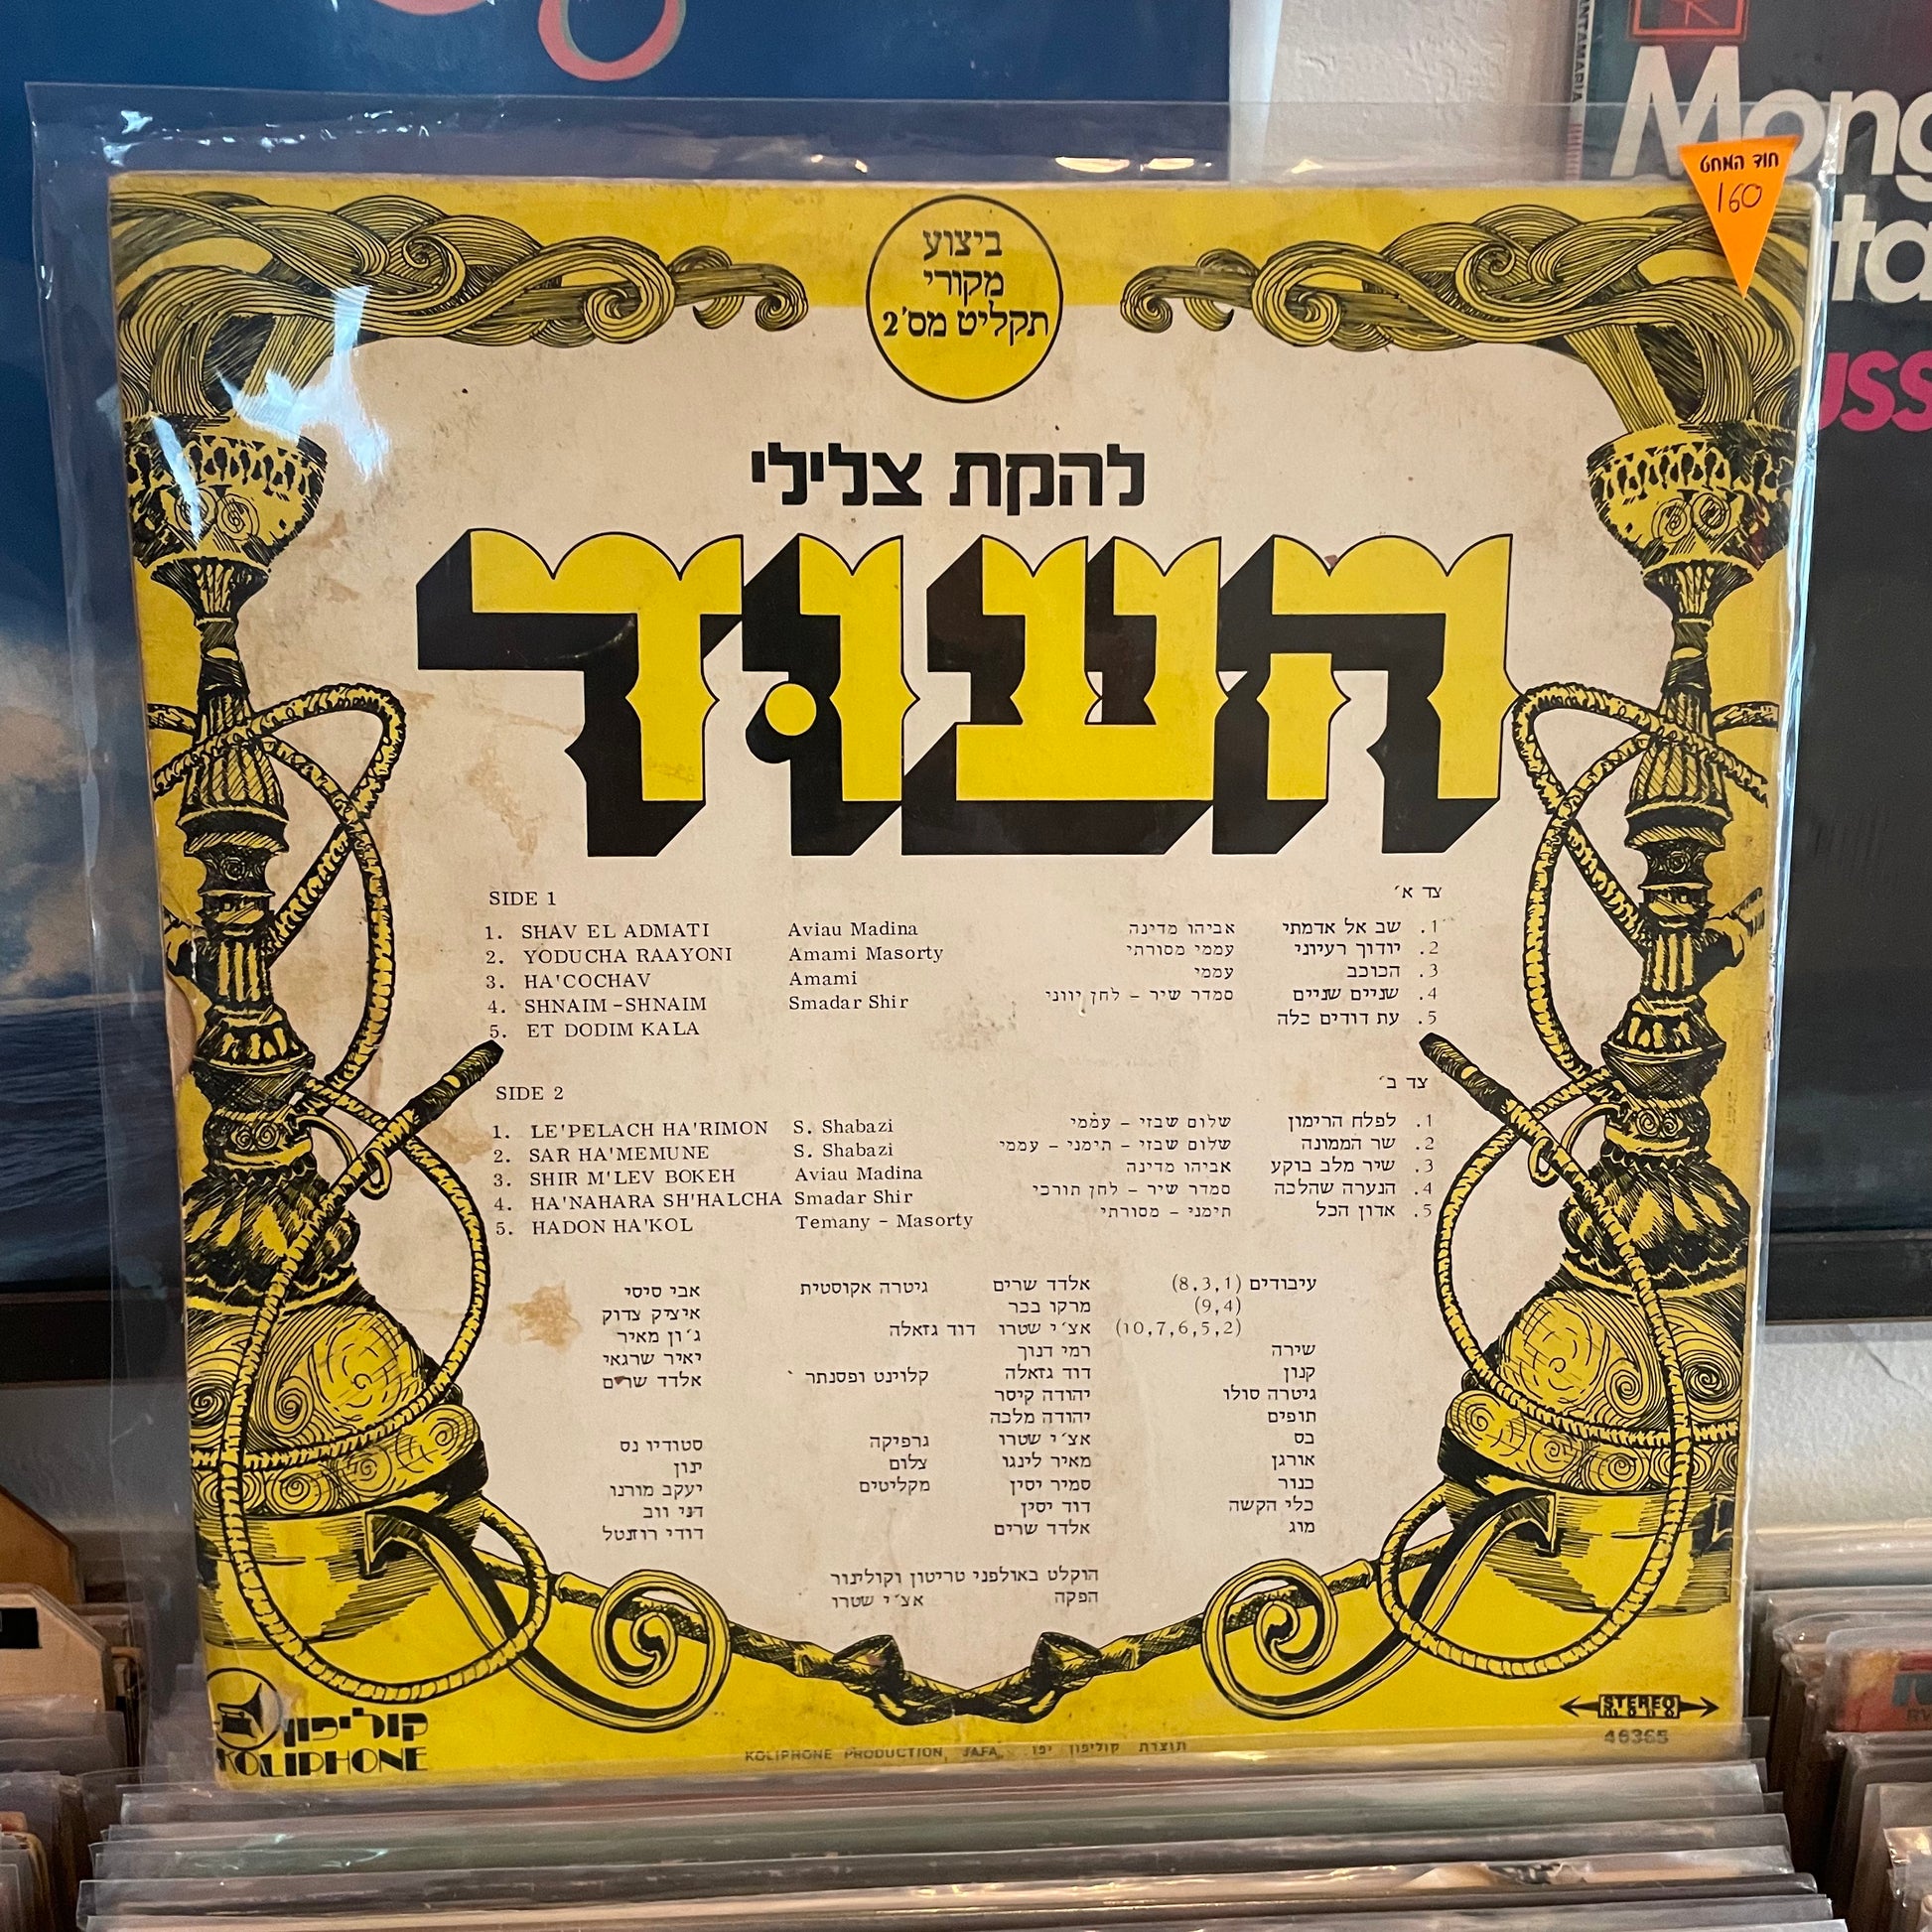 Mong
ta
USS
חוד המחט
160
ביצוע
מקורי
תקליט מס׳ 2
להקת צלילי
העוּד
SIDE 1
1. SHAV EL ADMATI Aviau Madina
2. YODUCHA RAAYONI Amami Masorty
3. HA'COCHAV Amami
4. SHNAIM-SHNAIM Smadar Shir
5. ET DODIM KALA
צד א׳
1. שב אל אדמתי אביהו מדינה
2. יודוך רעיוני עממי מסורתי
3. הכוכב עממי
4. שניים שניים סמדר שיר - לחן יווני
5. עת דודים כלה
SIDE 2
1. LE'PELACH HA'RIMON S. Shabazi
2. SAR HA'MEMUNE S. Shabazi
3. SHIR M'LEV BOKEH Aviau Madina
4. HA'NAHARA SH'HALCHA Smadar Shir
5. HADON HA'KOL Temany - Masorty
צד ב׳
1. לפלח הרימון שלום שבזי - עממי
2. שר הממונה שלום שבזי - תימני - עממי
3. שיר מלב בוקע אביהו מדינה
4. הנערה שהלכה סמדר שיר - לחן תורכי
5. אדון הכל תימני - מסורתי
עיבודים (8,3,1) אלדד שרים
(9,4) מרקו בכר
(10,7,6,5,2) אצ׳י שטרו דוד גזאלה
שירה רמי דנוך
קנון דוד גזאלה
גיטרה סולו יהודה קיסר
תופים יהודה מלכה
בס אצ׳י שטרו
אורגן מאיר לינגו
כנור סמיר יסין
כלי הקשה דוד יסין
מוג אלדד שרים
גיטרה אקוסטית אבי סיסי
איציק צדוק
ג׳ון מאיר
יאיר שרגאי
קלוינט ופסנתר אלדד שרים
גרפיקה סטודיו נס
צלום ינון
מקליטים יעקב מורנו
דני ווב
דודי רוזנטל
הוקלט באולפני טריטון וקולינור
הפקה אצ׳י שטרו
קוליפון
KOLIPHONE
KOLIPHONE PRODUCTION, JAFA. תוצרת קוליפון יפו
STEREO
מונו
46365